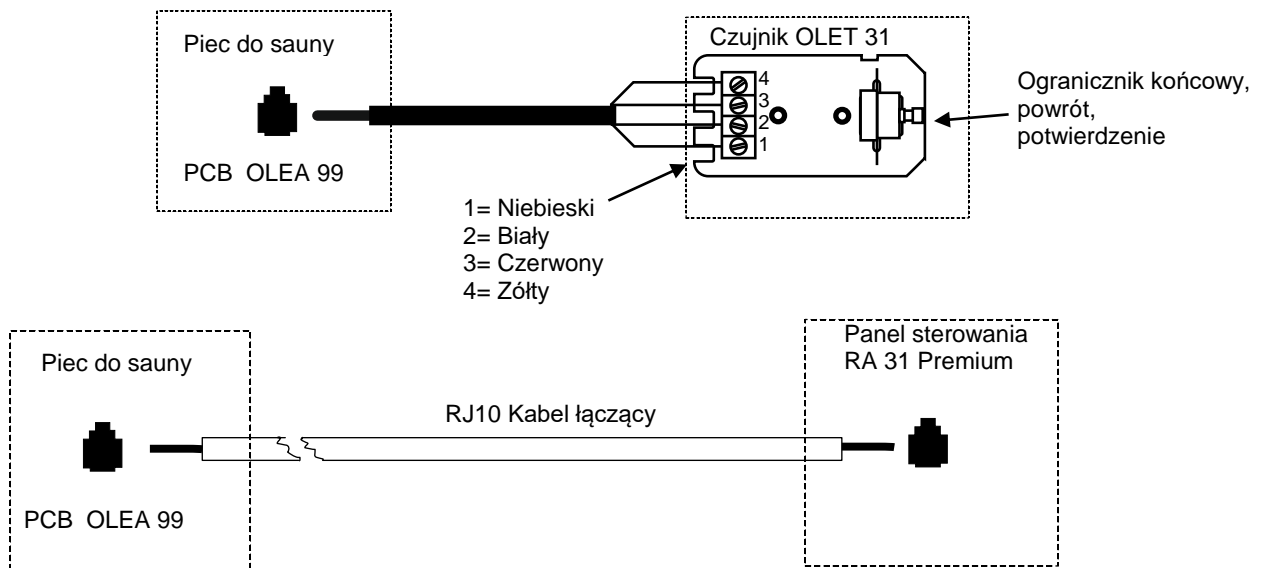 Piec do sauny
PCB OLEA 99
Czujnik OLET 31
4
3
2
1
Ogranicznik końcowy,
powrót,
potwierdzenie
1= Niebieski
2= Biały
3= Czerwony
4= Zółty
Piec do sauny
PCB OLEA 99
RJ10 Kabel łączący
Panel sterowania
RA 31 Premium